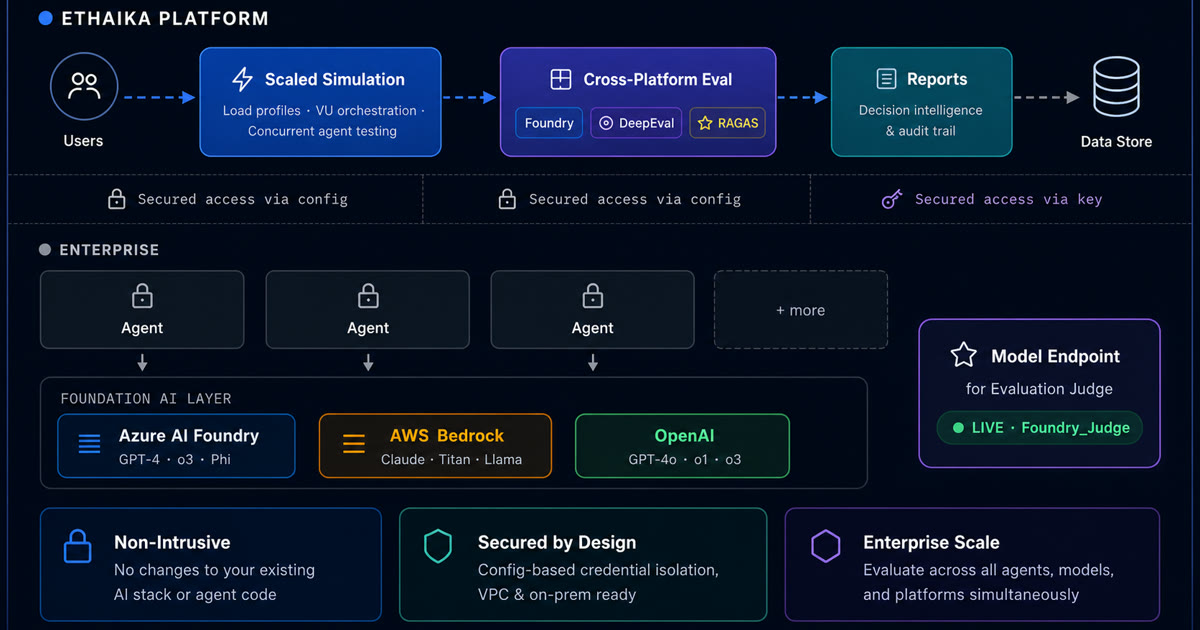 ETHAIKA PLATFORM
Users
Scaled Simulation
Load profiles · VU orchestration ·
Concurrent agent testing
Cross-Platform Eval
Foundry
DeepEval
RAGAS
Reports
Decision intelligence
& audit trail
Data Store
Secured access via config
Secured access via config
Secured access via key
ENTERPRISE
Agent
Agent
Agent
+ more
FOUNDATION AI LAYER
Azure AI Foundry
GPT-4 · o3 · Phi
AWS Bedrock
Claude · Titan · Llama
OpenAI
GPT-4o · o1 · o3
Model Endpoint
for Evaluation Judge
LIVE · Foundry_Judge
Non-Intrusive
No changes to your existing
AI stack or agent code
Secured by Design
Config-based credential isolation,
VPC & on-prem ready
Enterprise Scale
Evaluate across all agents, models,
and platforms simultaneously